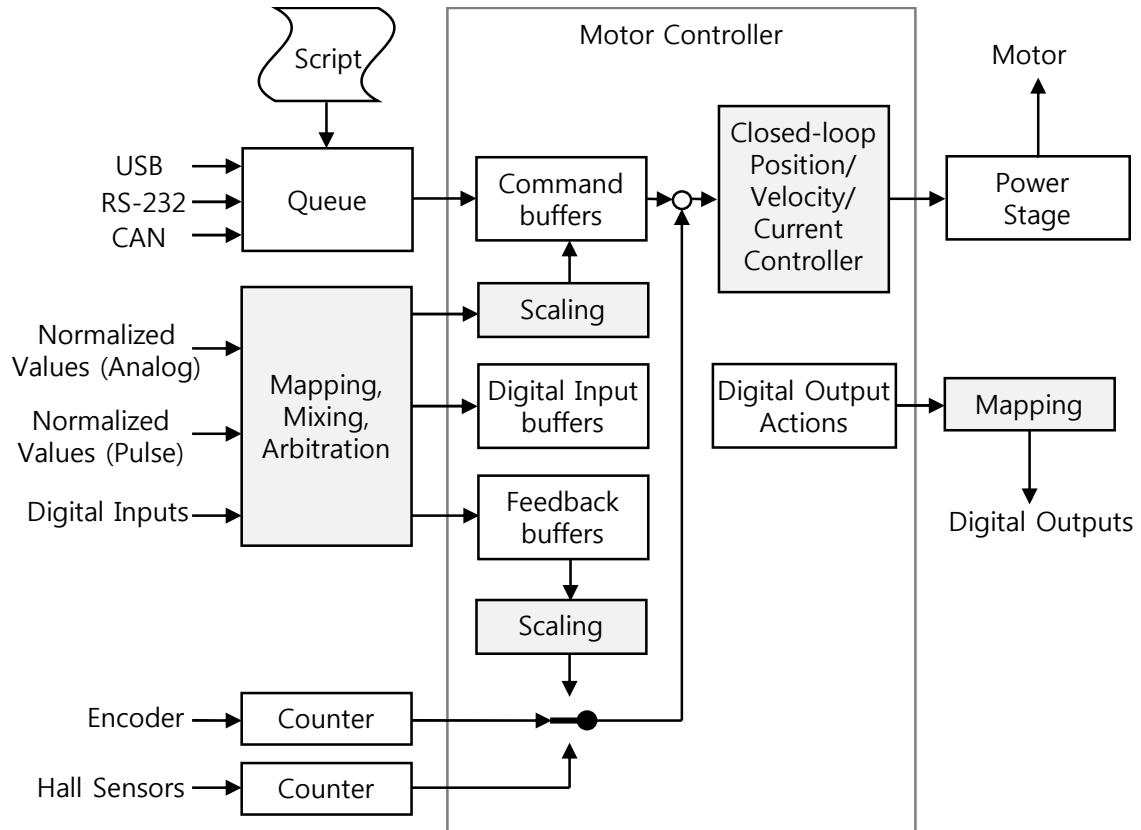 Motor Controller
Script
Motor
USB
RS-232
CAN
Queue
Command
buffers
Closed-loop
Position/
Velocity/
Current
Controller
Power
Stage
Scaling
Normalized
Values (Analog)
Normalized
Values (Pulse)
Digital Inputs
Mapping,
Mixing,
Arbitration
Digital Input
buffers
Digital Output
Actions
Mapping
Feedback
buffers
Digital Outputs
Scaling
Encoder
Counter
Hall Sensors
Counter